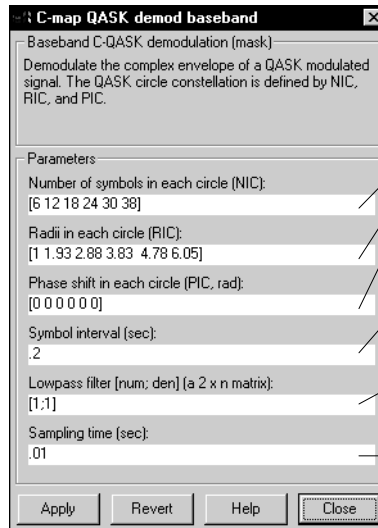 C-map QASK demod baseband
Baseband C-QASK demodulation (mask)
Demodulate the complex envelope of a QASK modulated
signal. The QASK circle constellation is defined by NIC,
RIC, and PIC.
Parameters
Number of symbols in each circle (NIC):
[6 12 18 24 30 38]
Radii in each circle (RIC):
[1 1.93 2.88 3.83  4.78 6.05]
Phase shift in each circle (PIC, rad):
[0 0 0 0 0 0]
Symbol interval (sec):
.2
Lowpass filter [num; den] (a 2 x n matrix):
[1;1]
Sampling time (sec):
.01
Apply Revert Help Close